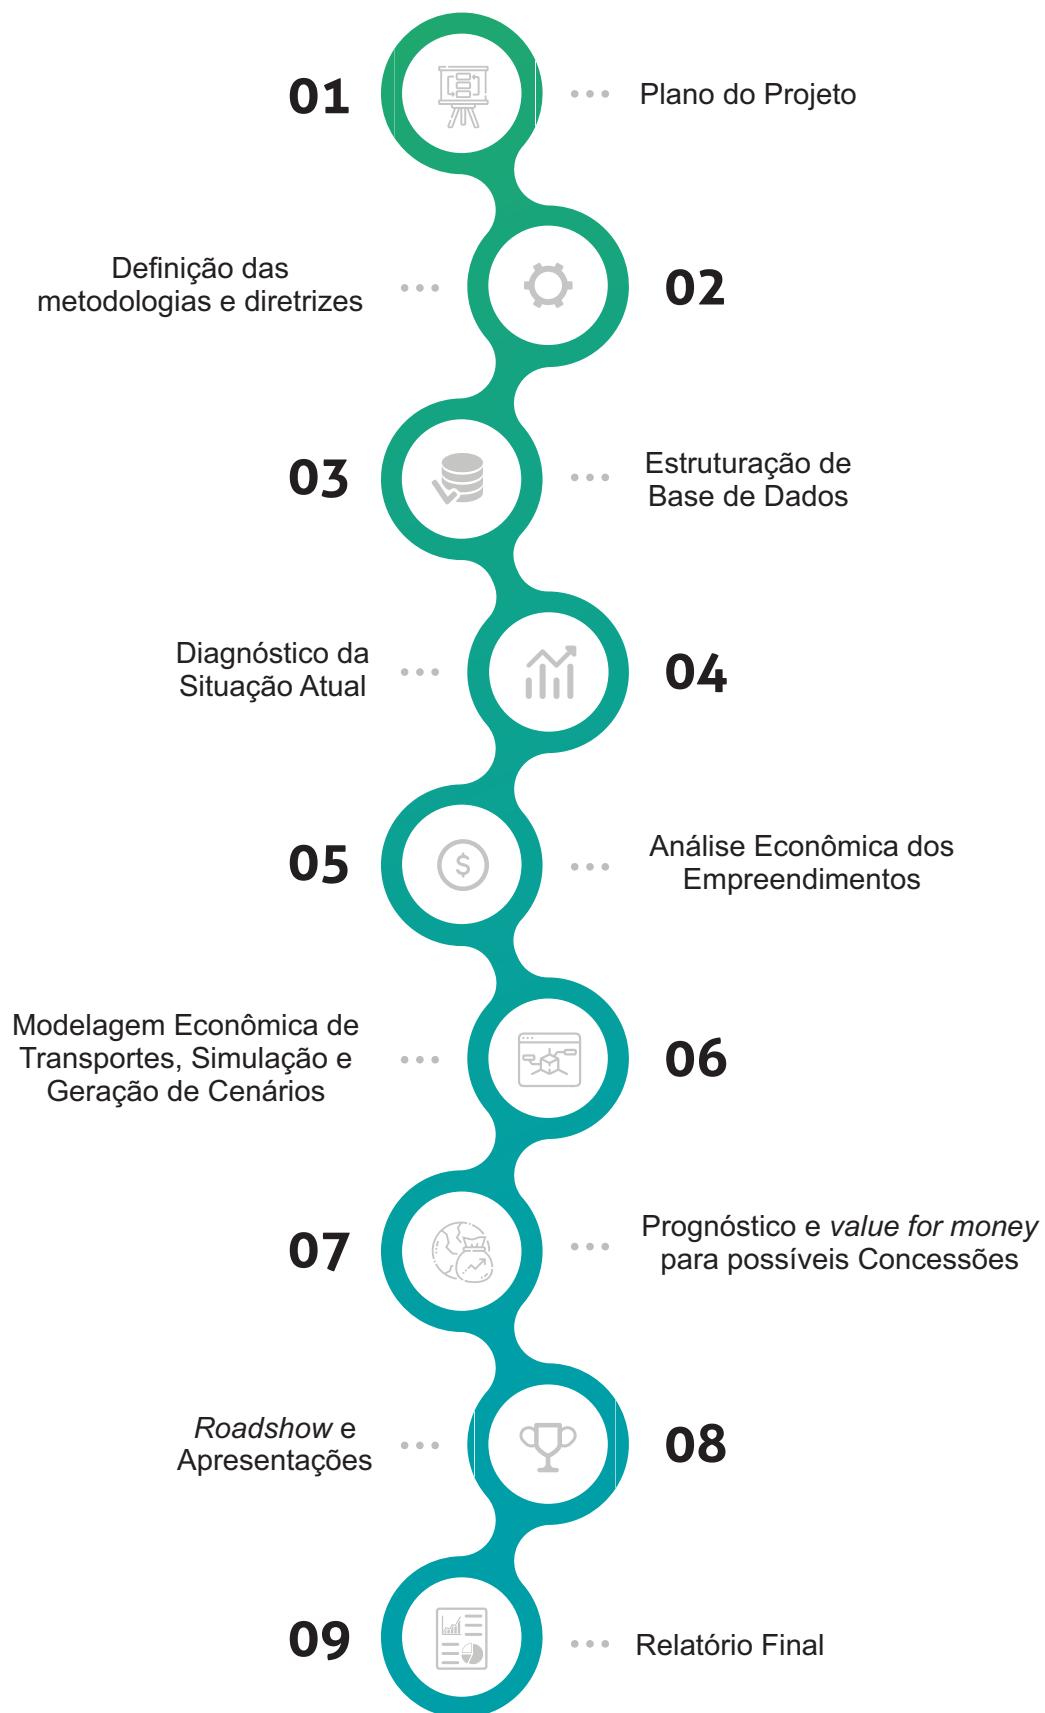 01
Plano do Projeto
Definição das
metodologias e diretrizes
02
03
Estruturação de
Base de Dados
Diagnóstico da
Situação Atual
04
05
Análise Econômica dos
Empreendimentos
Modelagem Econômica de
Transportes, Simulação e
Geração de Cenários
06
07
Prognóstico e value for money
para possíveis Concessões
Roadshow e
Apresentações
08
09
Relatório Final